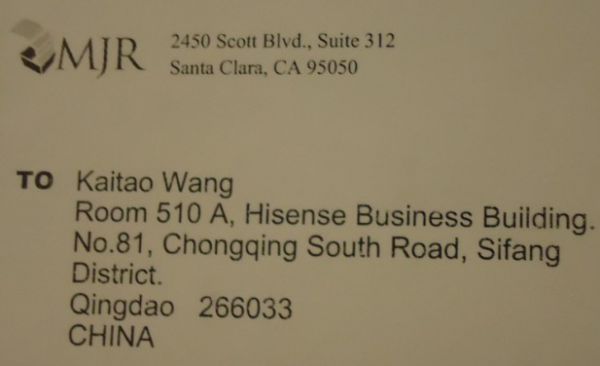 MJR
2450 Scott Blvd., Suite 312
Santa Clara, CA 95050
TO Kaitao Wang
Room 510 A, Hisense Business Building.
No.81, Chongqing South Road, Sifang
District.
Qingdao 266033
CHINA